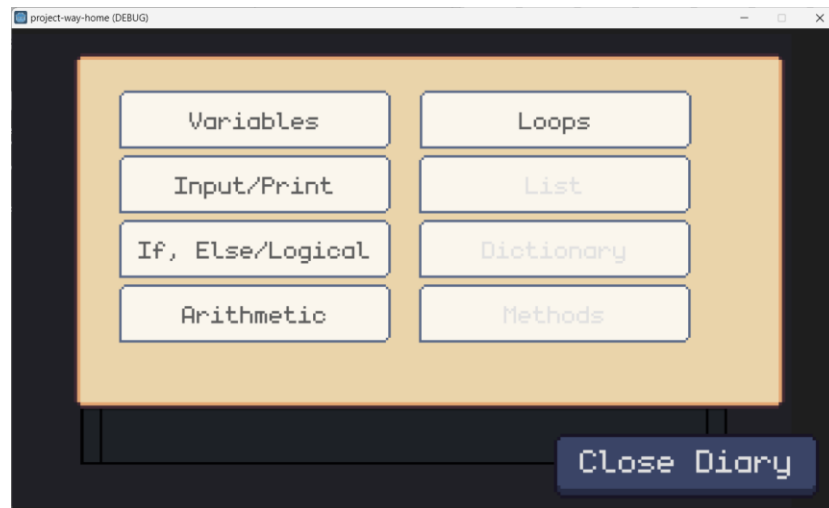 project-way-home (DEBUG)
Variables
Loops
Input/Print
List
If, Else/Logical
Dictionary
Arithmetic
Methods
Close Diary